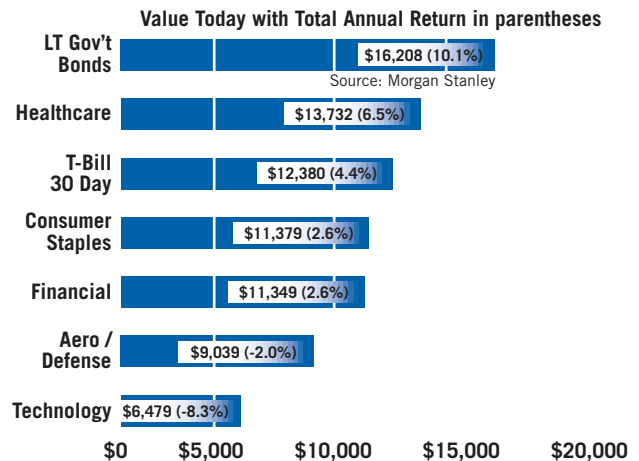 Value Today with Total Annual Return in parentheses
LT Gov't
Bonds
$16,208 (10.1%)
Source: Morgan Stanley
Healthcare
$13,732 (6.5%)
T-Bill
30 Day
$12,380 (4.4%)
Consumer
Staples
$11,379 (2.6%)
Financial
$11,349 (2.6%)
Aero /
Defense
$9,039 (-2.0%)
Technology
$6,479 (-8.3%)
$0 $5,000 $10,000 $15,000 $20,000